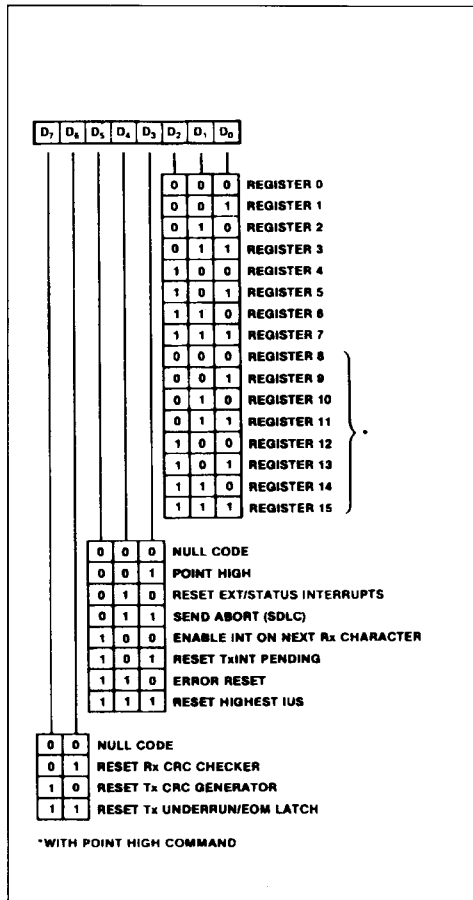 D7 D6 D5 D4 D3 D2 D1 D0
0 0 0 REGISTER 0
0 0 1 REGISTER 1
0 1 0 REGISTER 2
0 1 1 REGISTER 3
1 0 0 REGISTER 4
1 0 1 REGISTER 5
1 1 0 REGISTER 6
1 1 1 REGISTER 7
0 0 0 REGISTER 8
0 0 1 REGISTER 9
0 1 0 REGISTER 10
0 1 1 REGISTER 11
*
1 0 0 REGISTER 12
1 0 1 REGISTER 13
1 1 0 REGISTER 14
1 1 1 REGISTER 15
0 0 0 NULL CODE
0 0 1 POINT HIGH
0 1 0 RESET EXT/STATUS INTERRUPTS
0 1 1 SEND ABORT (SDLC)
1 0 0 ENABLE INT ON NEXT Rx CHARACTER
1 0 1 RESET TxINT PENDING
1 1 0 ERROR RESET
1 1 1 RESET HIGHEST IUS
0 0 NULL CODE
0 1 RESET Rx CRC CHECKER
1 0 RESET Tx CRC GENERATOR
1 1 RESET Tx UNDERRUN/EOM LATCH
*WITH POINT HIGH COMMAND